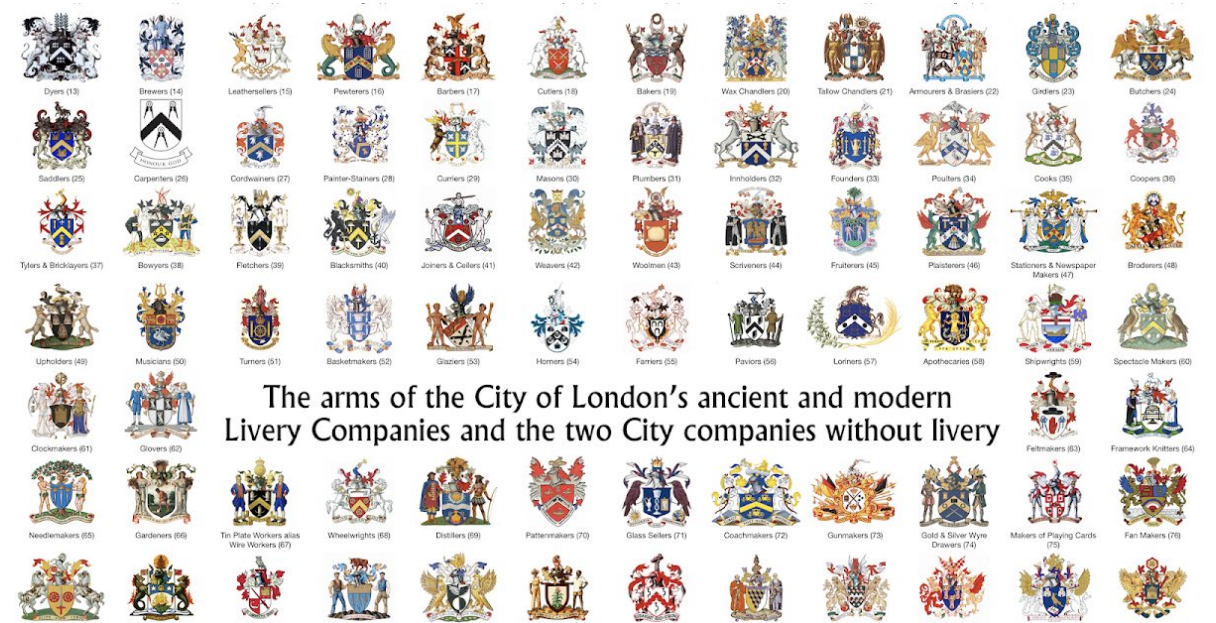 Dyers (13)
Brewers (14)
Leathersellers (15)
Pewterers (16)
Barbers (17)
Cutlers (18)
Bakers (19)
Wax Chandlers (20)
Tallow Chandlers (21)
Armourers & Brasiers (22)
Girdlers (23)
Butchers (24)
HONOUR GOD
Saddlers (25)
Carpenters (26)
Cordwainers (27)
Painter-Stainers (28)
Curriers (29)
Masons (30)
Plumbers (31)
Innholders (32)
Founders (33)
Poulters (34)
Cooks (35)
Coopers (36)
Tylers & Bricklayers (37)
Bowyers (38)
Fletchers (39)
Blacksmiths (40)
Joiners & Ceilers (41)
Weavers (42)
Woolmen (43)
Scriveners (44)
Fruiterers (45)
Plaisterers (46)
Stationers & Newspaper
Makers (47)
Broderers (48)
Upholders (49)
Musicians (50)
Turners (51)
Basketmakers (52)
Glaziers (53)
Horners (54)
Farriers (55)
Paviors (56)
Loriners (57)
Apothecaries (58)
Shipwrights (59)
Spectacle Makers (60)
The arms of the City of London's ancient and modern
Livery Companies and the two City companies without livery
Clockmakers (61)
Glovers (62)
Feltmakers (63)
Framework Knitters (64)
Needlemakers (65)
Gardeners (66)
Tin Plate Workers alias
Wire Workers (67)
Wheelwrights (68)
Distillers (69)
Pattenmakers (70)
Glass Sellers (71)
Coachmakers (72)
Gunmakers (73)
Gold & Silver Wyre
Drawers (74)
Makers of Playing Cards
(75)
Fan Makers (76)